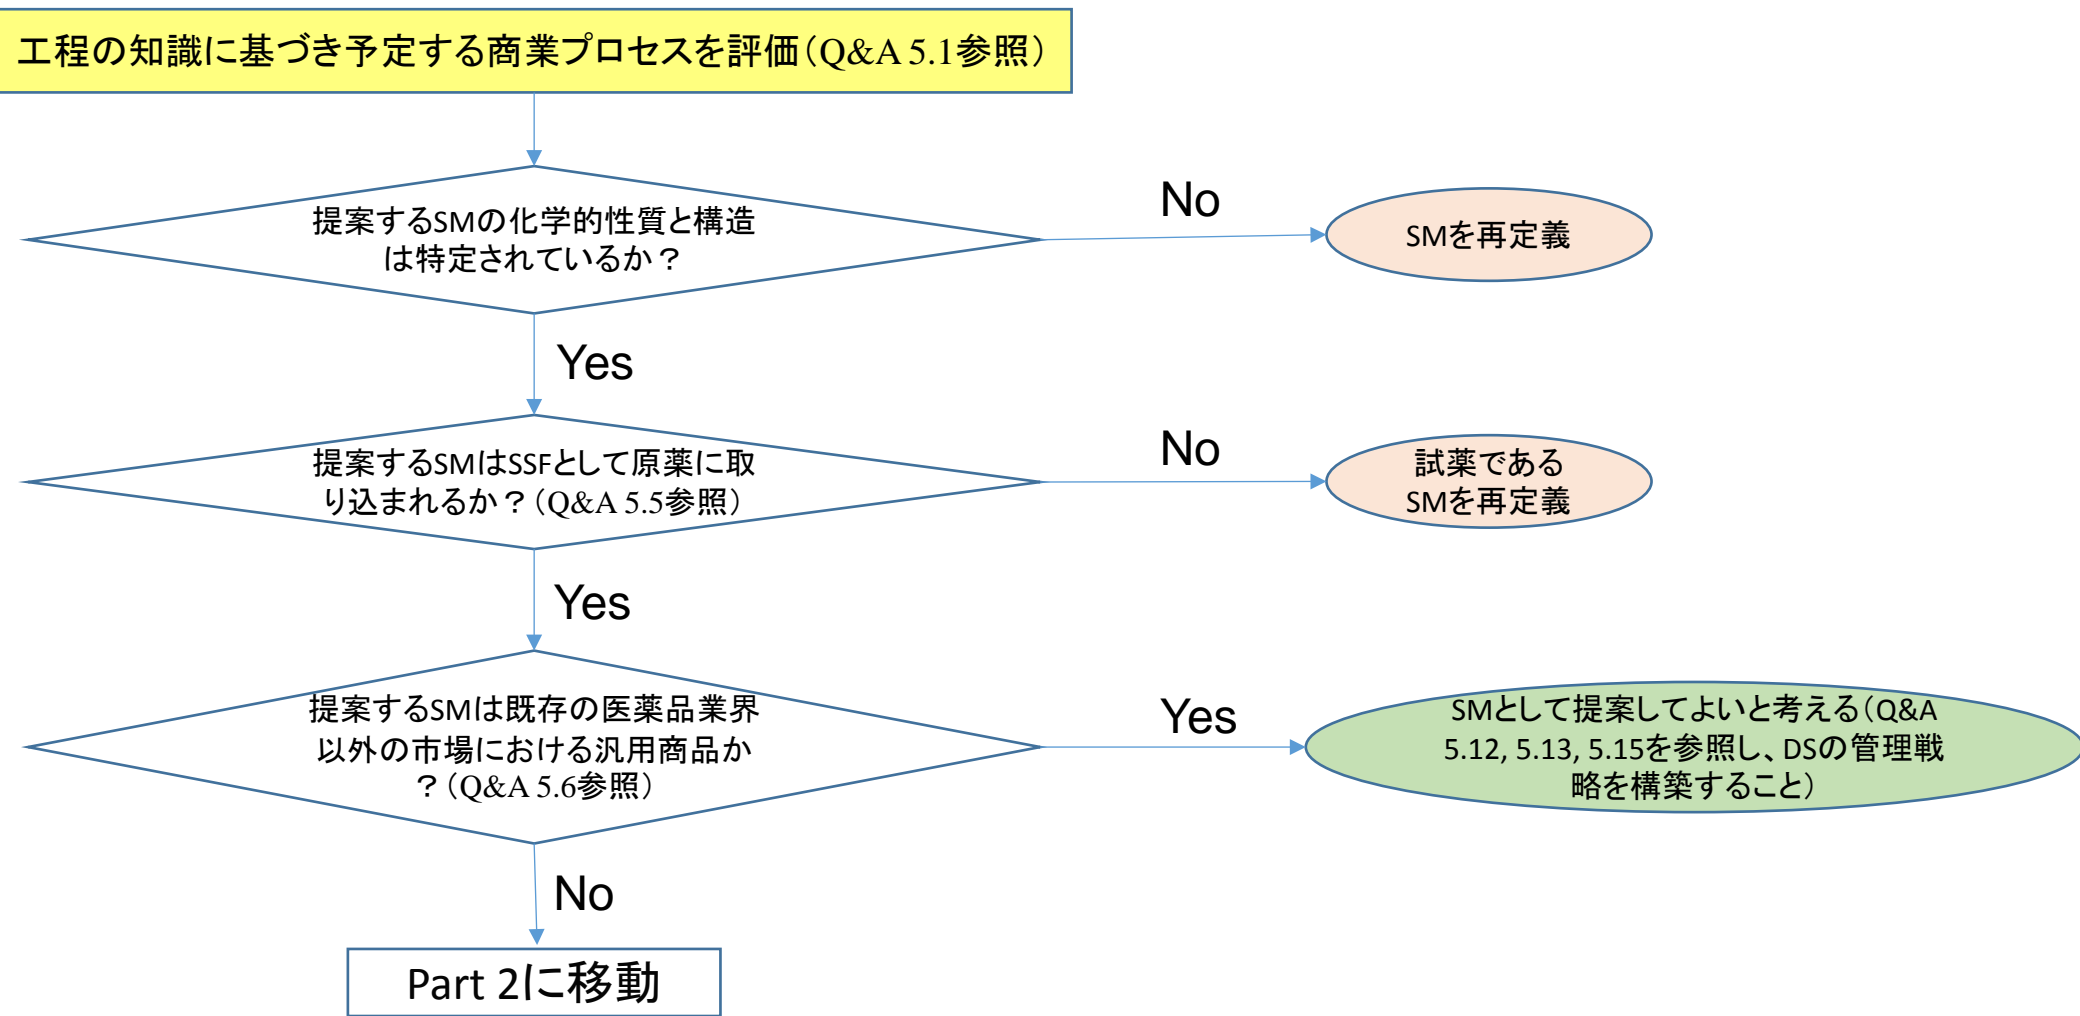 工程の知識に基づき予定する商業プロセスを評価（Q&A 5.1参照）
提案するSMの化学的性質と構造
は特定されているか？
No
SMを再定義
Yes
提案するSMはSSFとして原薬に取
り込まれるか？（Q&A 5.5参照）
No
試薬である
SMを再定義
Yes
提案するSMは既存の医薬品業界
以外の市場における汎用商品か
？（Q&A 5.6参照）
Yes
SMとして提案してよいと考える（Q&A
5.12, 5.13, 5.15を参照し、DSの管理戦
略を構築すること）
No
Part 2に移動